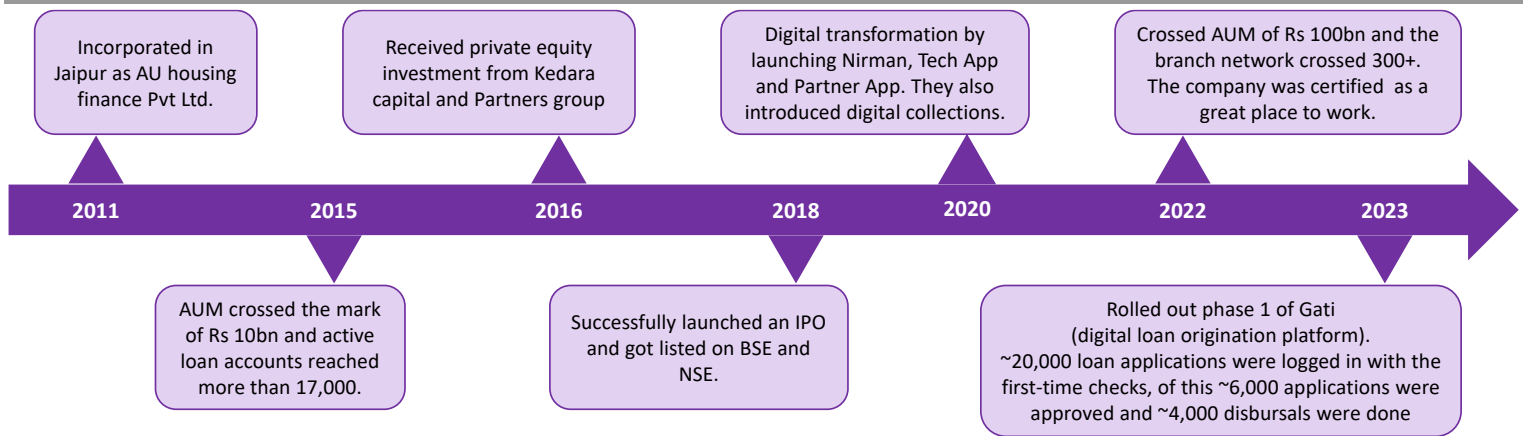 Incorporated in
Jaipur as AU housing
finance Pvt Ltd.
Received private equity
investment from Kedara
capital and Partners group
Digital transformation by
launching Nirman, Tech App
and Partner App. They also
introduced digital collections.
Crossed AUM of Rs 100bn and the
branch network crossed 300+.
The company was certified as a
great place to work.
2011
2015
2016
2018
2020
2022
2023
AUM crossed the mark
of Rs 10bn and active
loan accounts reached
more than 17,000.
Successfully launched an IPO
and got listed on BSE and
NSE.
Rolled out phase 1 of Gati
(digital loan origination platform).
~20,000 loan applications were logged in with the
first-time checks, of this ~6,000 applications were
approved and ~4,000 disbursals were done